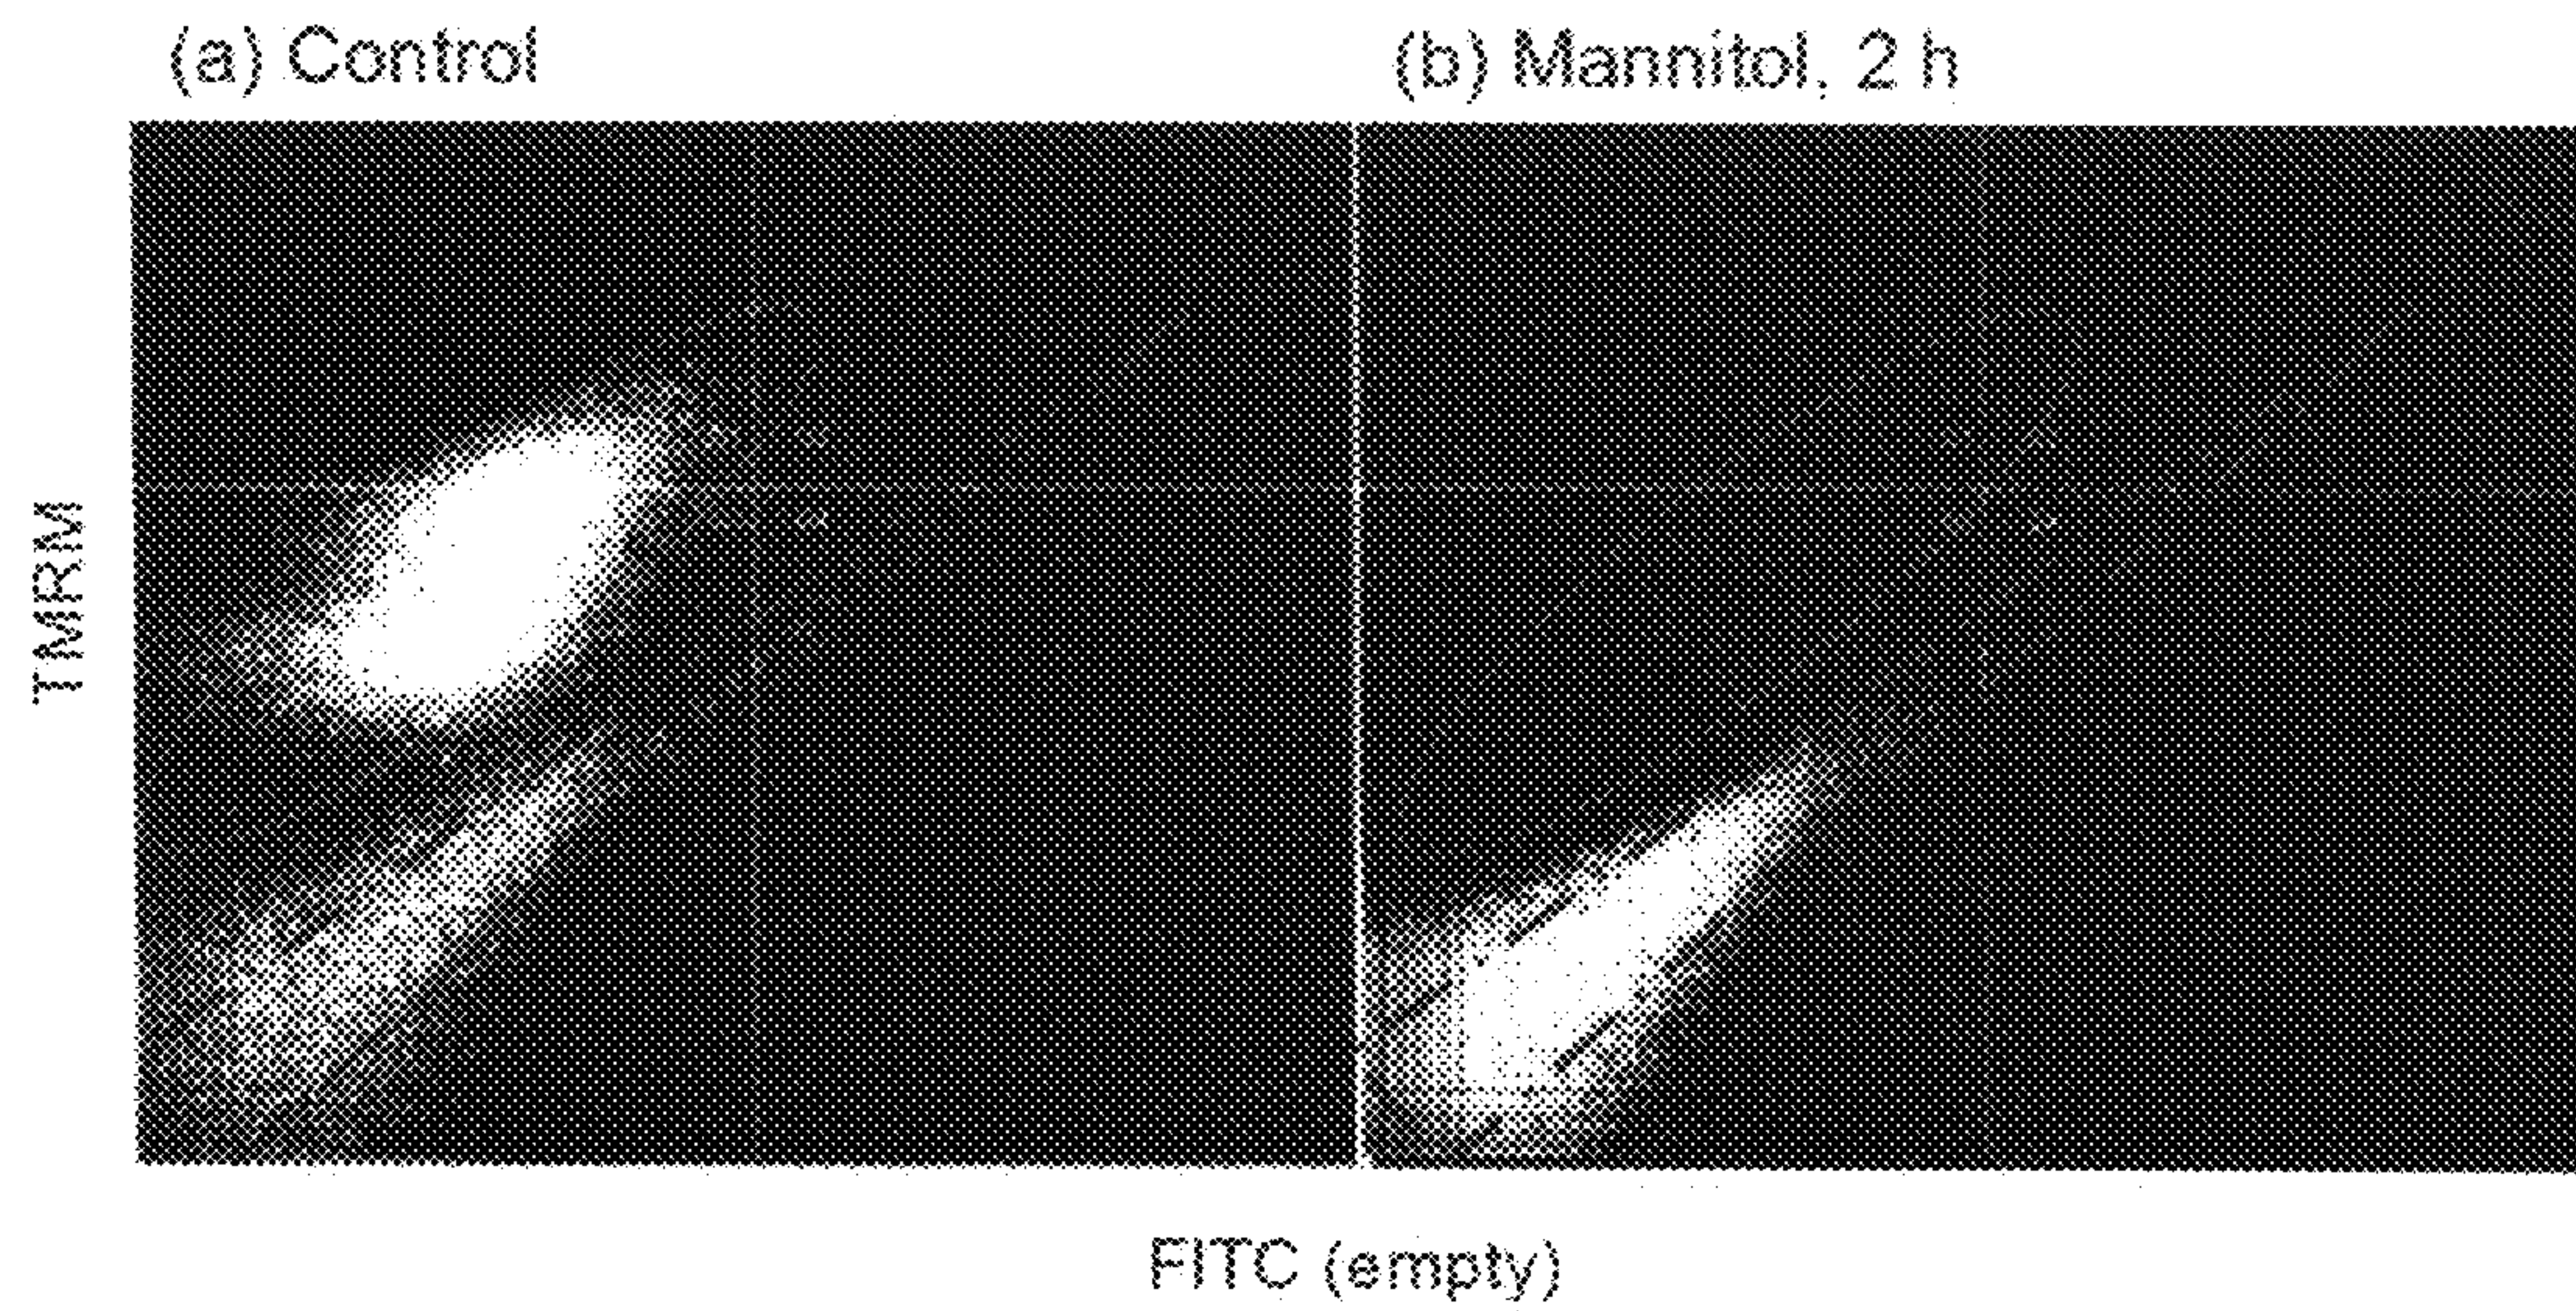 (a) Control
(b) Mannitol, 2 h
TMRM
FITC (empty)